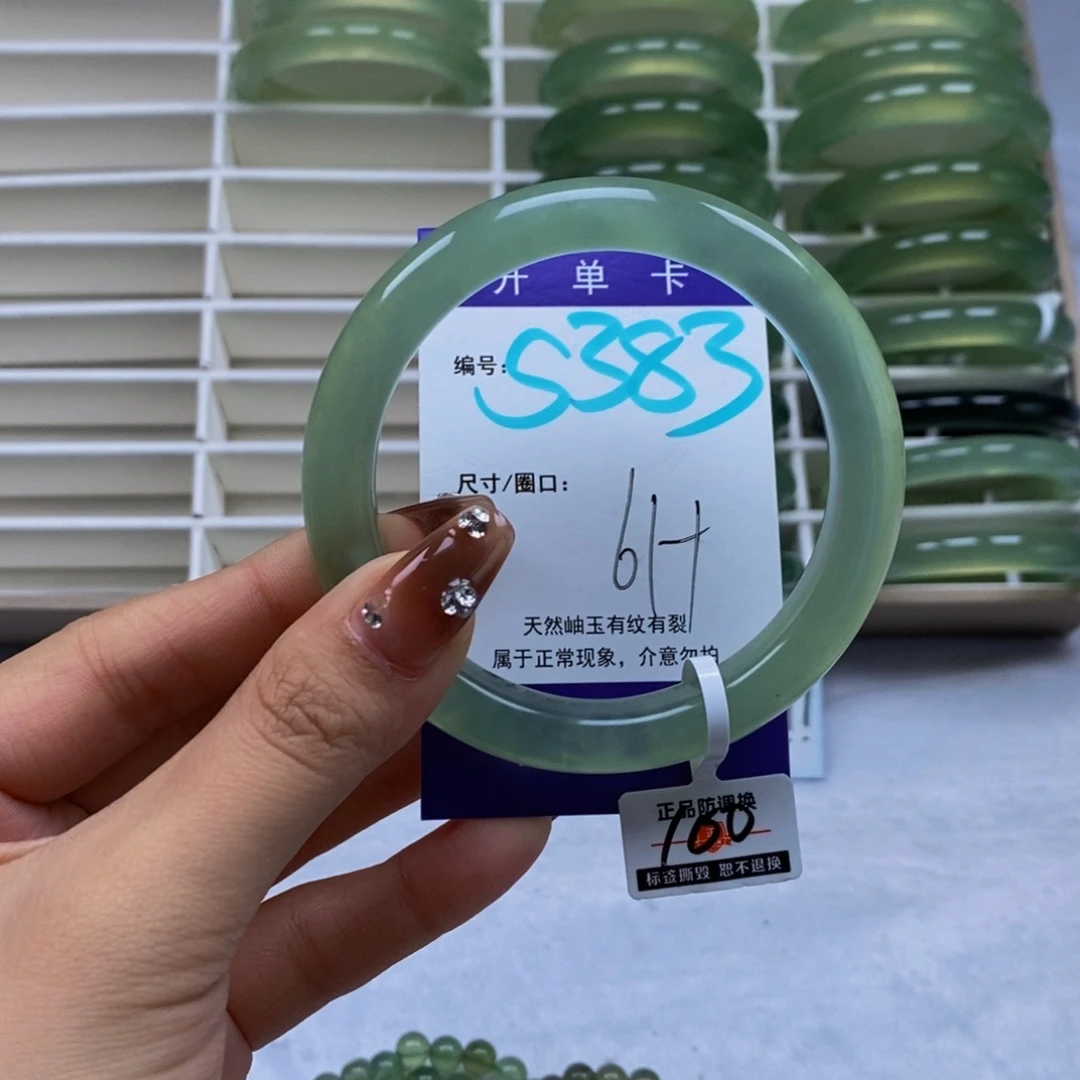 开单卡
编号: S383
尺寸/圈口:
天然岫玉有纹有裂
属于正常现象，介意勿拍
正品防调换
100
标签撕毁 恕不退换